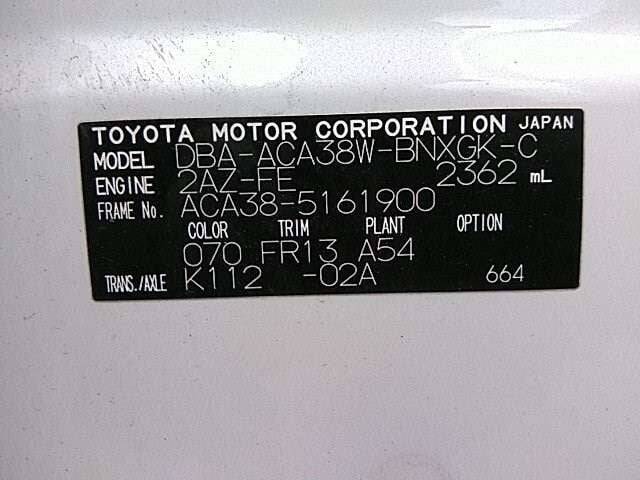 TOYOTA MOTOR CORPORATION JAPAN
MODEL DBA-ACA38W-BNXGK-C
ENGINE 2AZ-FE 2362 mL
FRAME No. ACA38-5161900
COLOR TRIM PLANT OPTION
070 FR13 A54
TRANS./AXLE K112 -02A 664